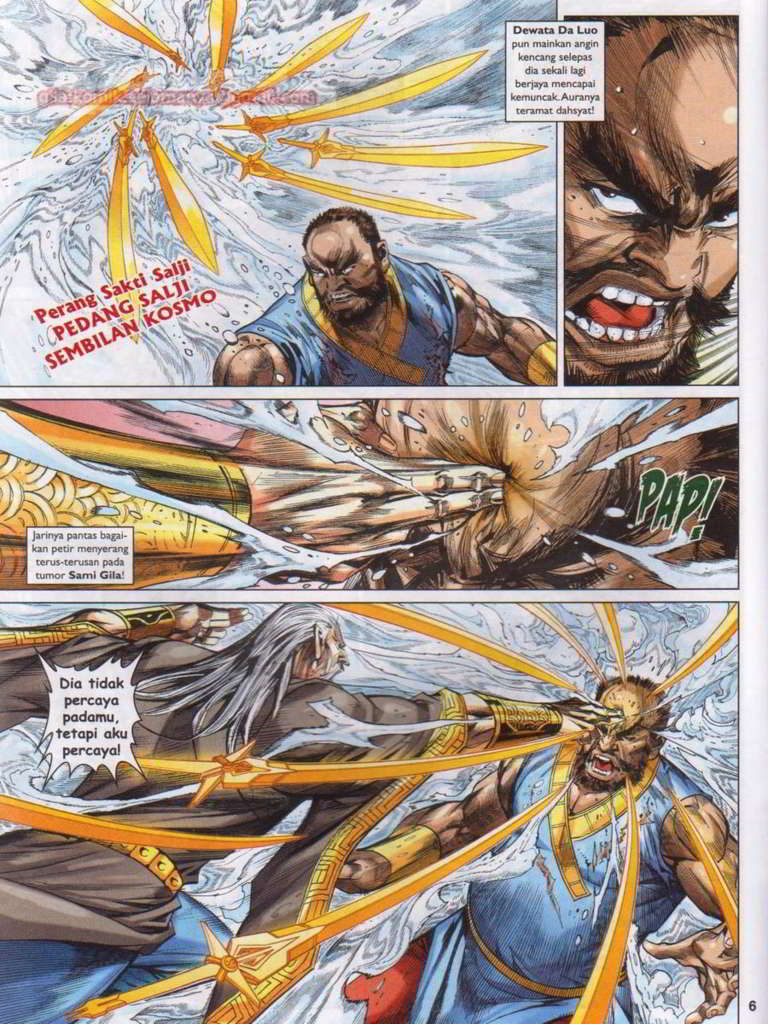 Dewata Da Luo
pun mainkan angin
kencang selepas
dia sekali lagi
berjaya mencapai
kemuncak.Auranya
teramat dahsyat!
Perang Sakti Salji
PEDANG SALJI
SEMBILAN KOSMO
PAP!
Jarinya pantas bagai-
kan petir menyerang
terus-terusan pada
tumor Sami Gila!
Dia tidak
percaya
padamu,
tetapi aku
percaya!
6